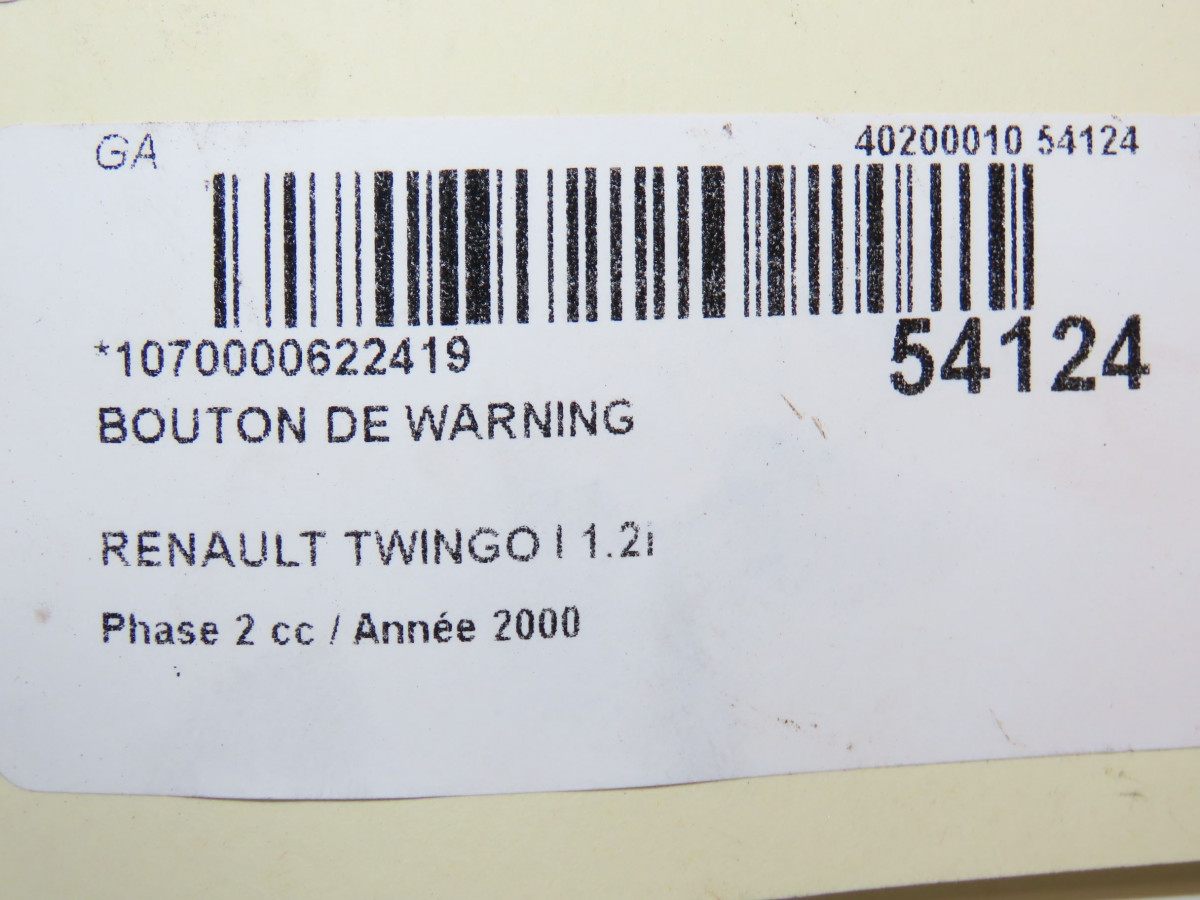 GA
40200010 54124
*1070000622419
54124
BOUTON DE WARNING
RENAULT TWINGO I 1.2i
Phase 2 cc / Année 2000